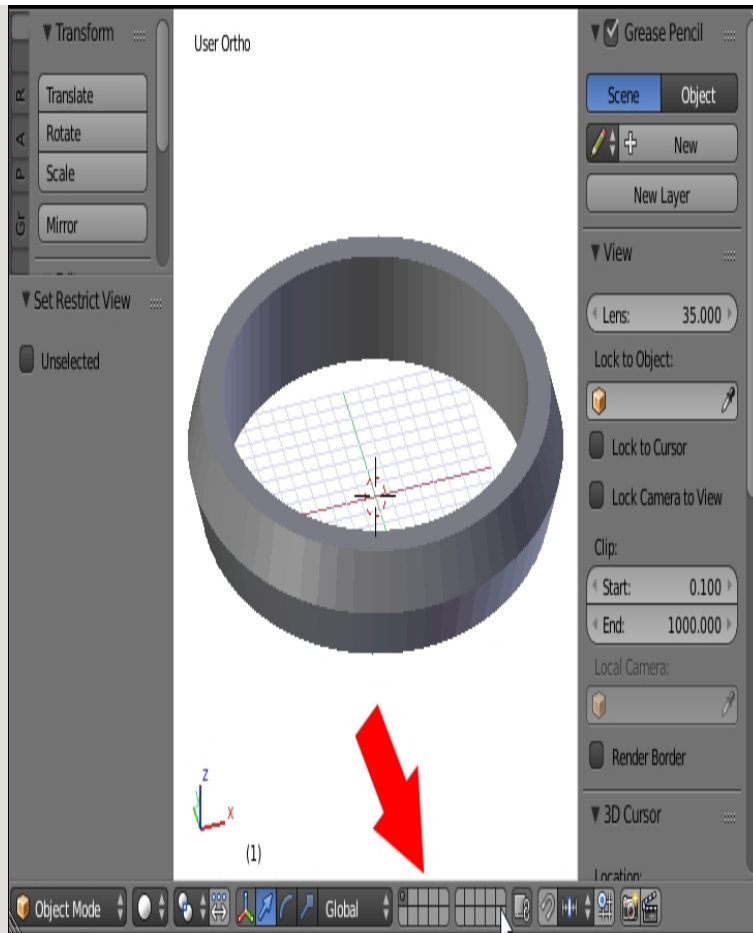 Transform
Translate
Rotate
Scale
Mirror
R
A
P
Gr
Set Restrict View
Unselected
User Ortho
z
x
(1)
Grease Pencil
Scene Object
New
New Layer
View
Lens: 35.000
Lock to Object:
Lock to Cursor
Lock Camera to View
Clip:
Start: 0.100
End: 1000.000
Local Camera:
Render Border
3D Cursor
Location:
Object Mode Global